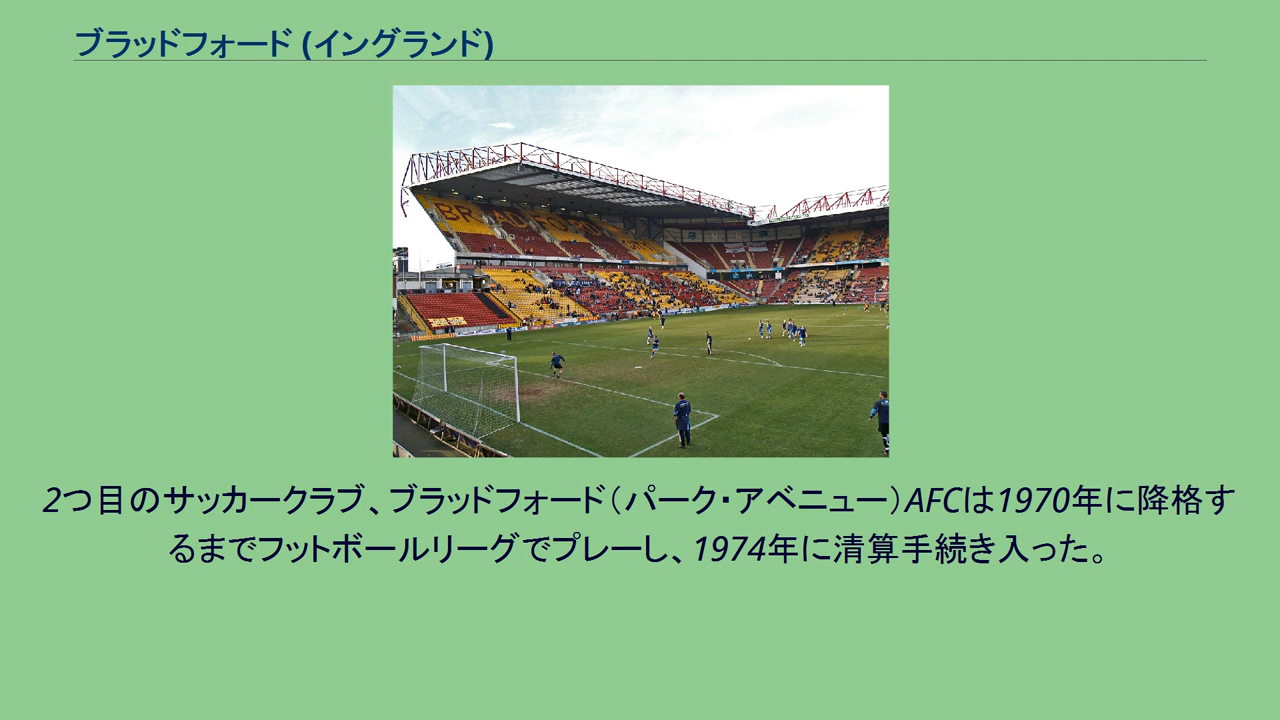 ブラッドフォード (イングランド)
2つ目のサッカークラブ、ブラッドフォード（パーク・アベニュー）AFCは1970年に降格す
るまでフットボールリーグでプレーし、1974年に清算手続き入った。